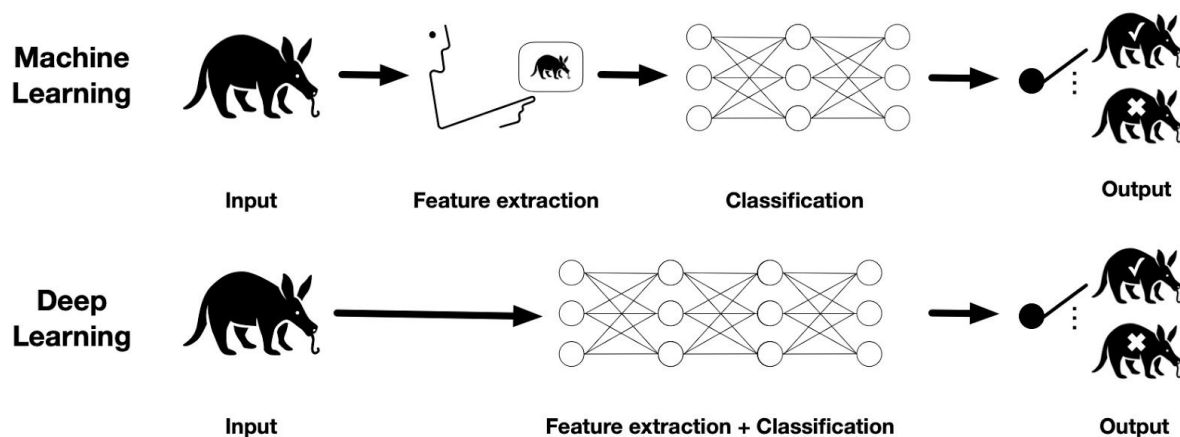 Machine
Learning
Input
Feature extraction
Classification
Output
Deep
Learning
Input
Feature extraction + Classification
Output